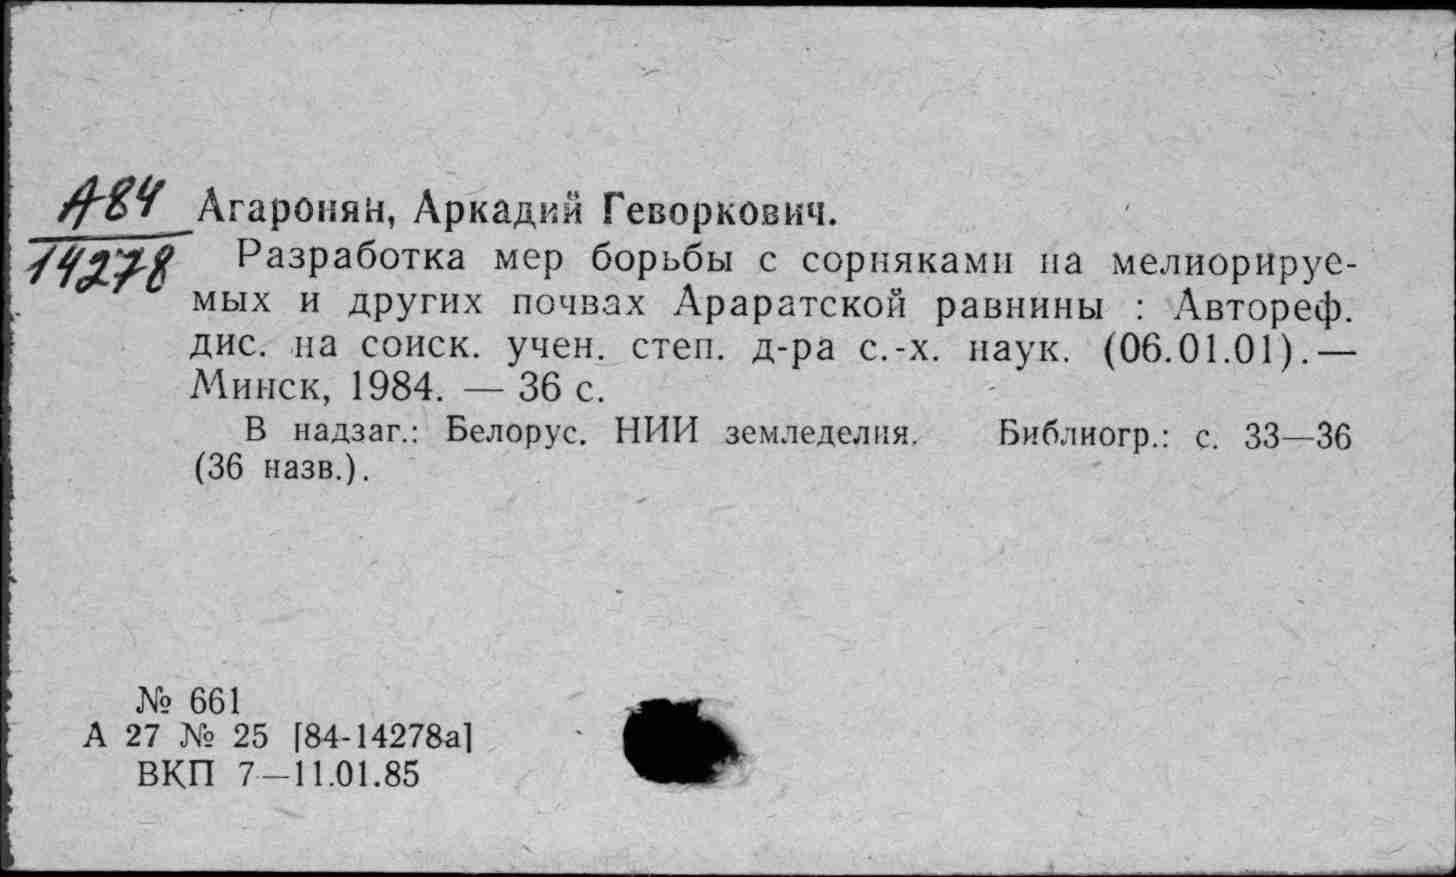 А84 Агаронян, Аркадий Геворкович.
14278 Разработка мер борьбы с сорняками на мелиорируе-
мых и других почвах Араратской равнины : Автореф.
дис. на соиск. учен. степ. д-ра с.-х. наук. (06.01.01). —
Минск, 1984. — 36 с.
В надзаг.: Белорус. НИИ земледелия. Библиогр.: с. 33—36
(36 назв.).
№ 661
А 27 № 25 [84-14278а]
ВКП 7—11.01.85